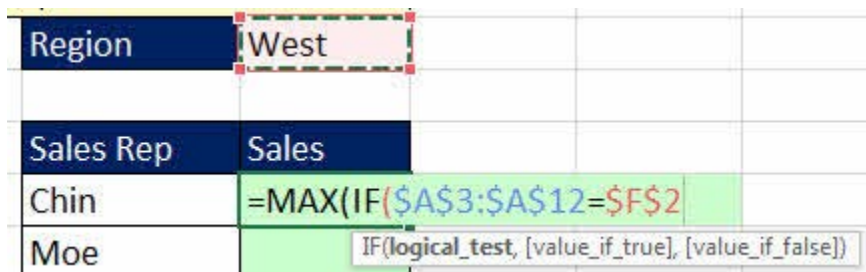 Region West
Sales Rep Sales
Chin =MAX(IF($A$3:$A$12=$F$2
Moe IF(logical_test, [value_if_true], [value_if_false])